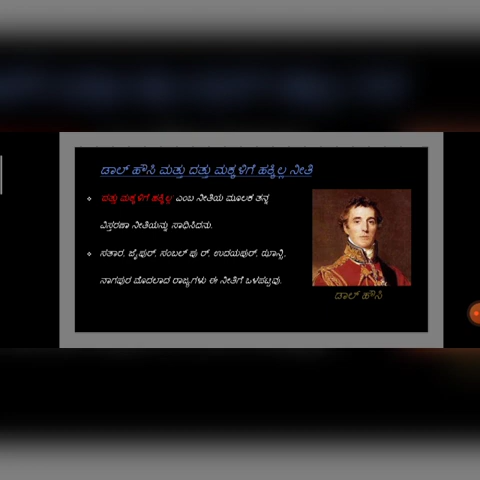 ಡಾಲ್ ಹೌಸಿ ಮತ್ತು ದತ್ತು ಮಕ್ಕಳಿಗೆ ಹಕ್ಕಿಲ್ಲ ನೀತಿ
ದತ್ತು ಮಕ್ಕಳಿಗೆ ಹಕ್ಕಿಲ್ಲ ಎಂಬ ನೀತಿಯ ಮೂಲಕ ತನ್ನ
ವಿಸ್ತರಣಾ ನೀತಿಯನ್ನು ಸಾಧಿಸಿದನು.
ಸತಾರ, ಜೈಪುರ್, ಸಂಬಲ್ ಪು ರ್, ಉದಯಪುರ್, ಝಾನ್ಸಿ,
ನಾಗಪುರ ಮೊದಲಾದ ರಾಜ್ಯಗಳು ಈ ನೀತಿಗೆ ಒಳಪಟ್ಟವು.
ಡಾಲ್ ಹೌಸಿ